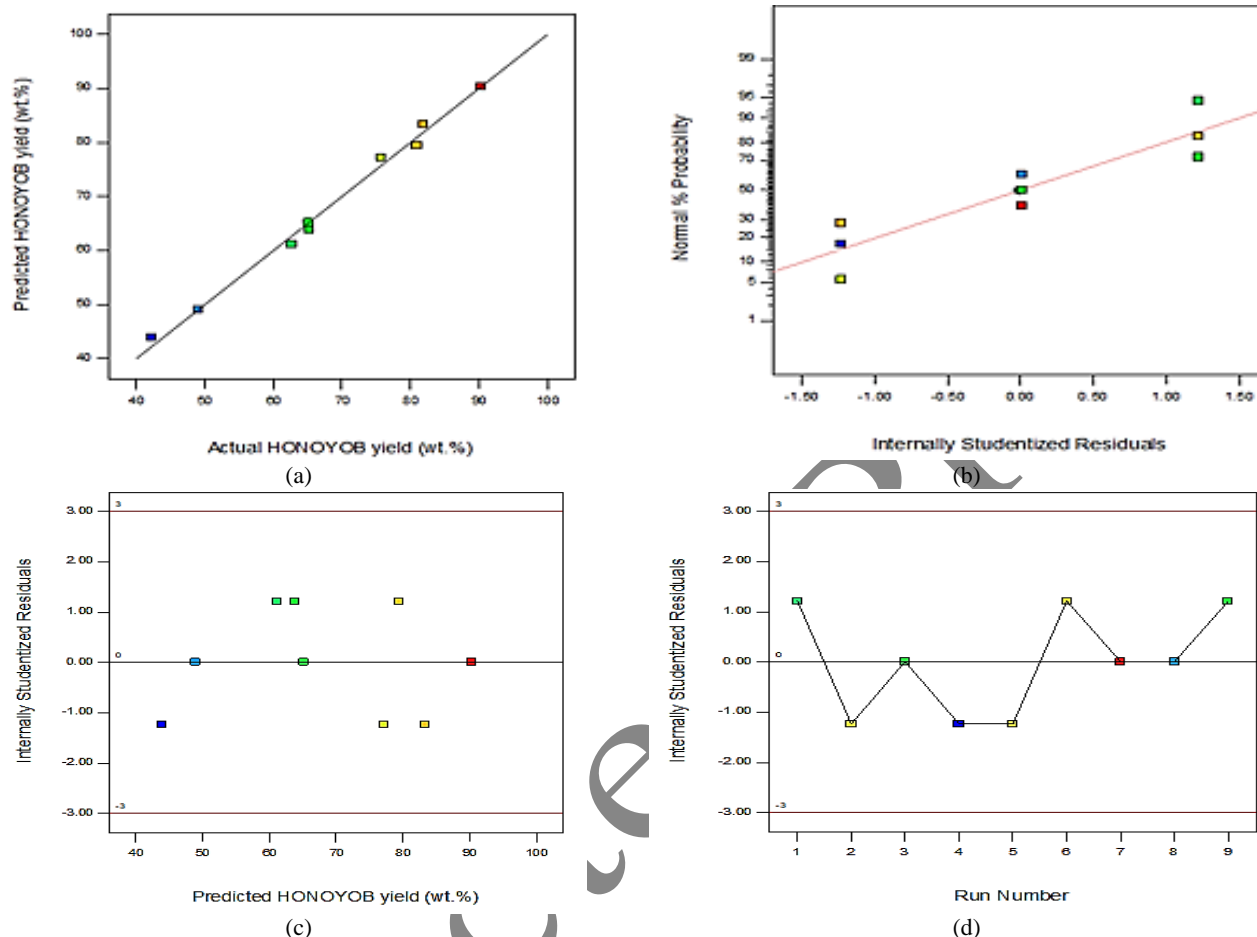 100
90
80
70
60
50
40
Predicted HONOYOB yield (wt.%)
40 50 60 70 80 90 100
Actual HONOYOB yield (wt.%)
(a)
99
95
90
80
70
50
30
20
10
5
1
Normal % Probability
-1.50 -1.00 -0.50 0.00 0.50 1.00 1.50
Internally Studentized Residuals
(b)
3.00
2.00
1.00
0.00
-1.00
-2.00
-3.00
3
0
-3
Internally Studentized Residuals
40 50 60 70 80 90 100
Predicted HONOYOB yield (wt.%)
(c)
3.00
2.00
1.00
0.00
-1.00
-2.00
-3.00
3
0
-3
Internally Studentized Residuals
1 2 3 4 5 6 7 8 9
Run Number
(d)